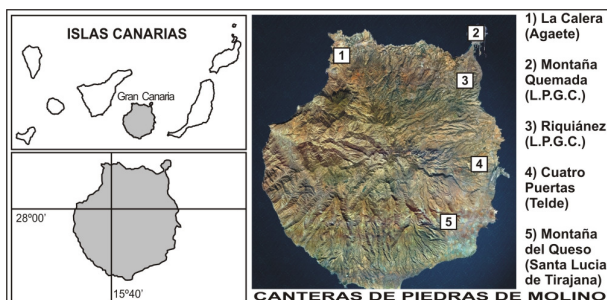 ISLAS CANARIAS
Gran Canaria
28º00'
15º40'
1
2
3
4
5
1) La Calera
(Agaete)
2) Montaña
Quemada
(L.P.G.C.)
3) Riquiánez
(L.P.G.C.)
4) Cuatro
Puertas
(Telde)
5) Montaña
del Queso
(Santa Lucia
de Tirajana)
CANTERAS DE PIEDRAS DE MOLINO